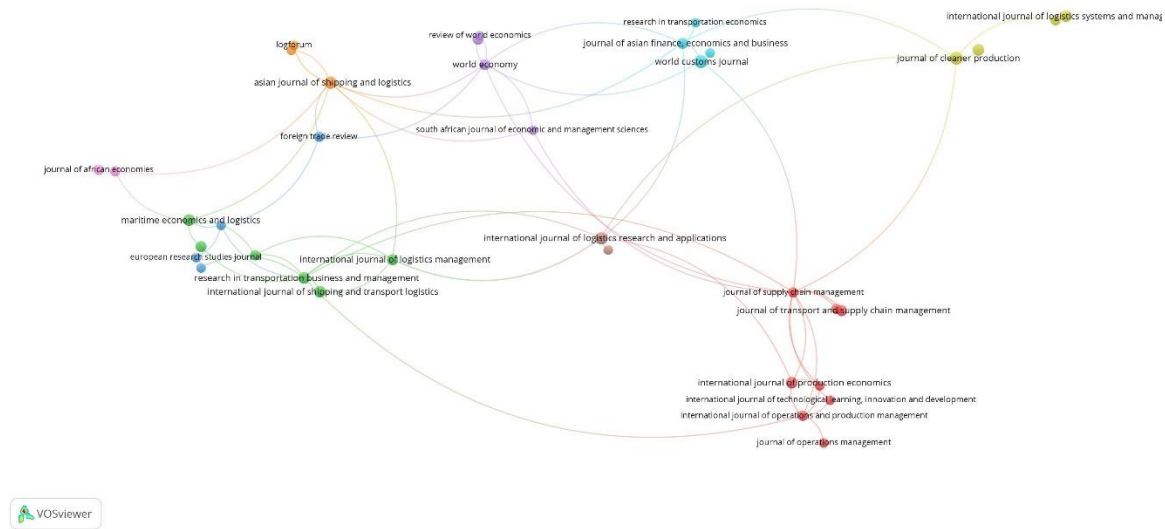 international journal of logistics systems and manag
research in transportation economics
review of world economics
logforum
journal of asian finance, economics and business
journal of cleaner production
world economy
world customs journal
asian journal of shipping and logistics
south african journal of economic and management sciences
foreign trade review
journal of african economies
maritime economics and logistics
international journal of logistics research and applications
european research studies journal
international journal of logistics management
research in transportation business and management
international journal of shipping and transport logistics
journal of supply chain management
journal of transport and supply chain management
international journal of production economics
international journal of technological learning, innovation and development
international journal of operations and production management
journal of operations management
VOSviewer